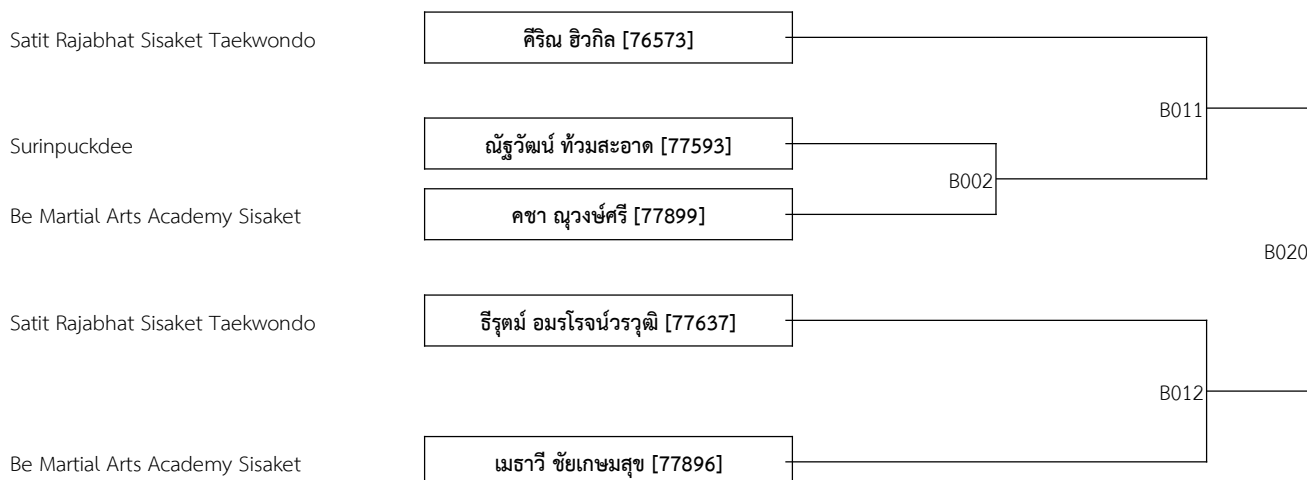 Satit Rajabhat Sisaket Taekwondo
คีริณ ฮิวกิล [76573]
B011
Surinpuckdee
ณัฐวัฒน์ ท้วมสะอาด [77593]
B002
Be Martial Arts Academy Sisaket
คชา ณุวงษ์ศรี [77899]
B020
Satit Rajabhat Sisaket Taekwondo
ธีรุตม์ อมรโรจน์วรวุฒิ [77637]
B012
Be Martial Arts Academy Sisaket
เมธาวี ชัยเกษมสุข [77896]